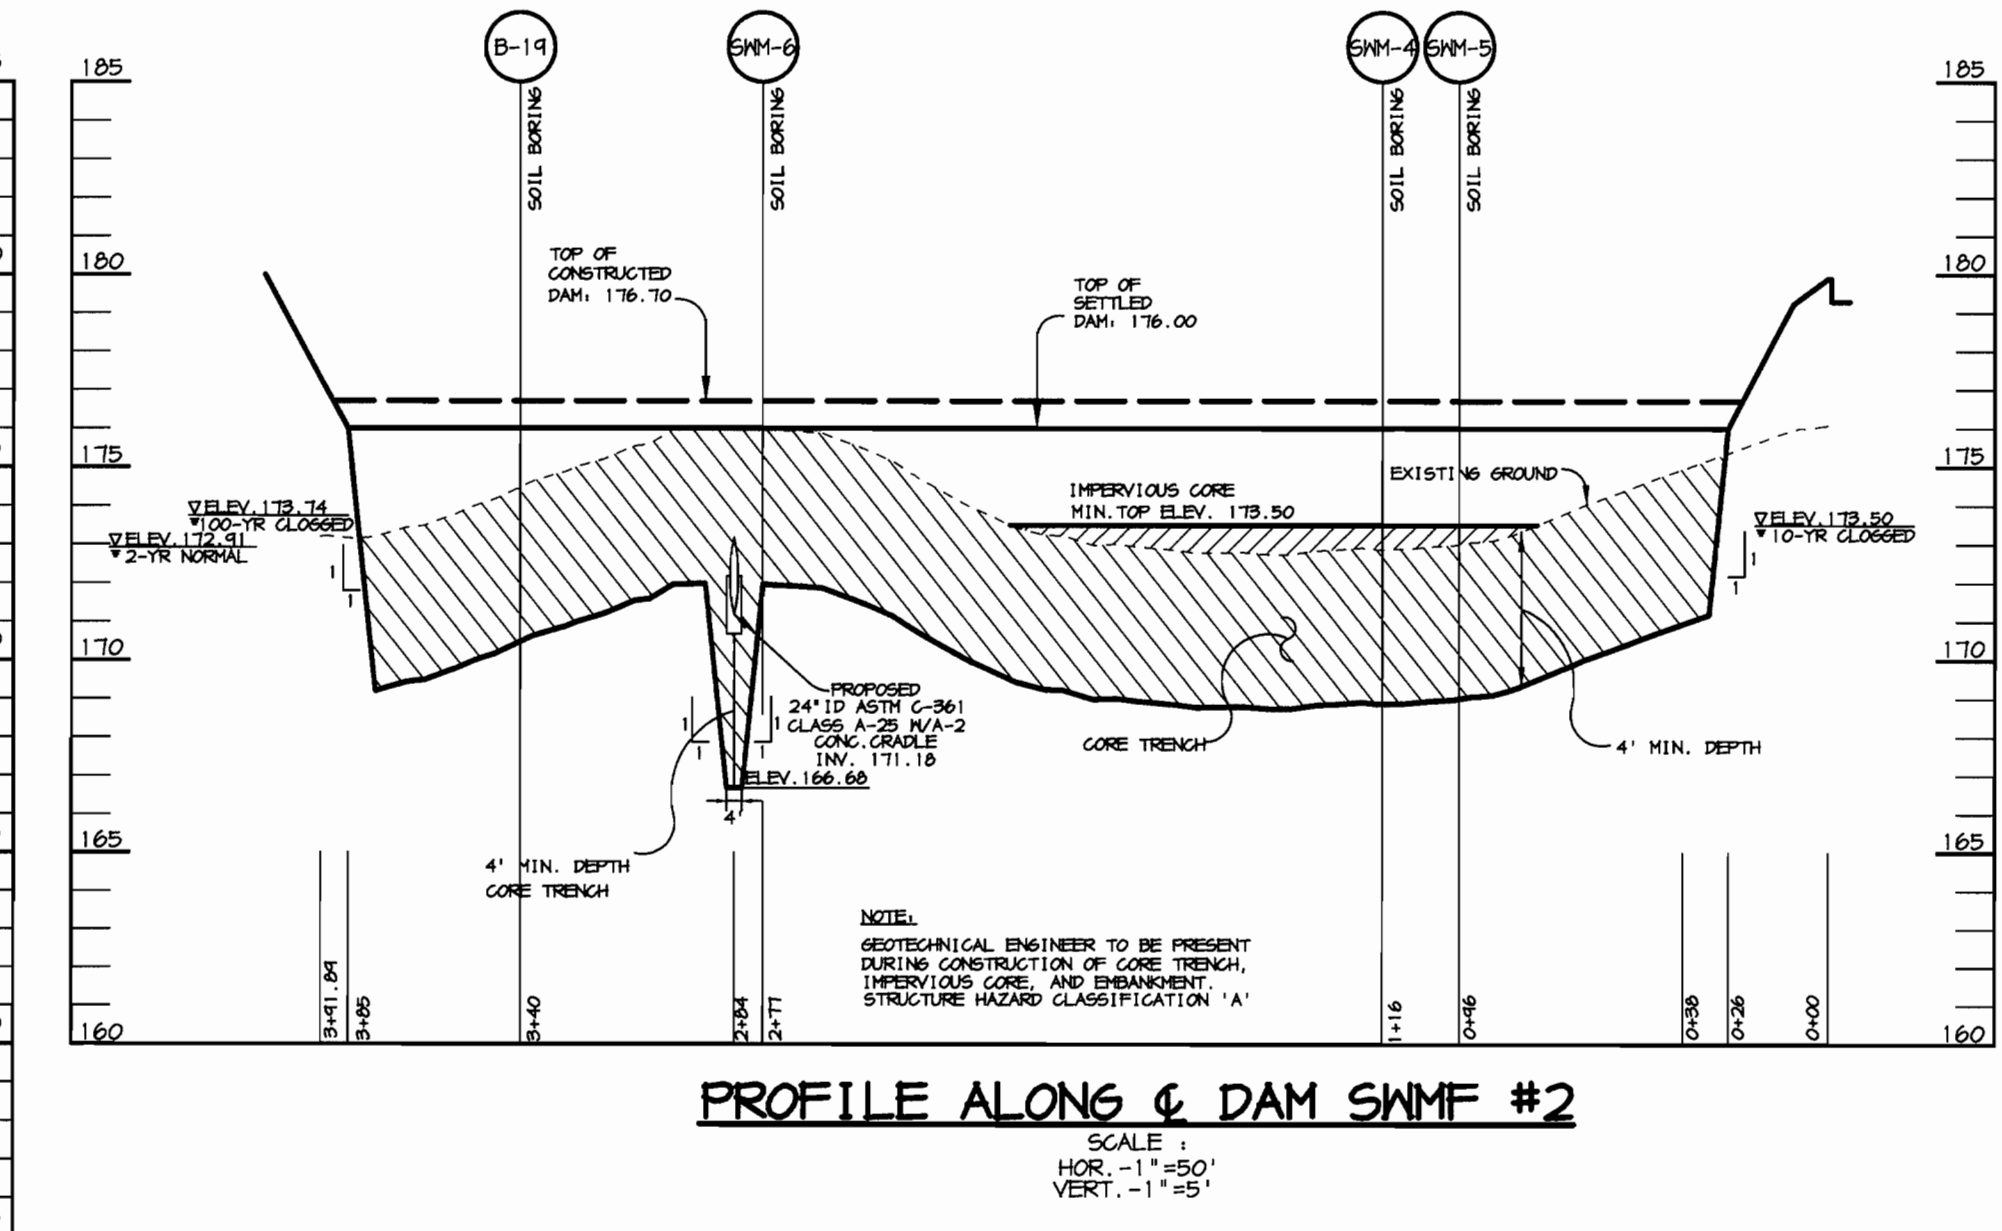 B-19
SWM-6
SWM-4
SWM-5
185
185
SOIL BORING
SOIL BORING
SOIL BORING
SOIL BORING
180
180
TOP OF
CONSTRUCTED
DAM: 176.70
TOP OF
SETTLED
DAM: 176.00
175
175
EXISTING GROUND
IMPERVIOUS CORE
MIN. TOP ELEV. 173.50
ELEV. 173.74
100-YR CLOGGED
ELEV. 172.91
2-YR NORMAL
ELEV. 173.50
10-YR CLOGGED
1
1
1
1
170
170
PROPOSED
24" ID ASTM C-361
CLASS A-25 W/A-2
CONC. CRADLE
INV. 171.18
ELEV. 166.68
1
1
1
1
4'
CORE TRENCH
4' MIN. DEPTH
165
165
4' MIN. DEPTH
CORE TRENCH
NOTE:
GEOTECHNICAL ENGINEER TO BE PRESENT
DURING CONSTRUCTION OF CORE TRENCH,
IMPERVIOUS CORE, AND EMBANKMENT.
STRUCTURE HAZARD CLASSIFICATION 'A'
160
3+91.89
3+85
3+40
2+84
2+77
1+16
0+96
0+38
0+26
0+00
160
PROFILE ALONG ℄ DAM SWMF #2
SCALE :
HOR. -1"=50'
VERT. -1"=5'